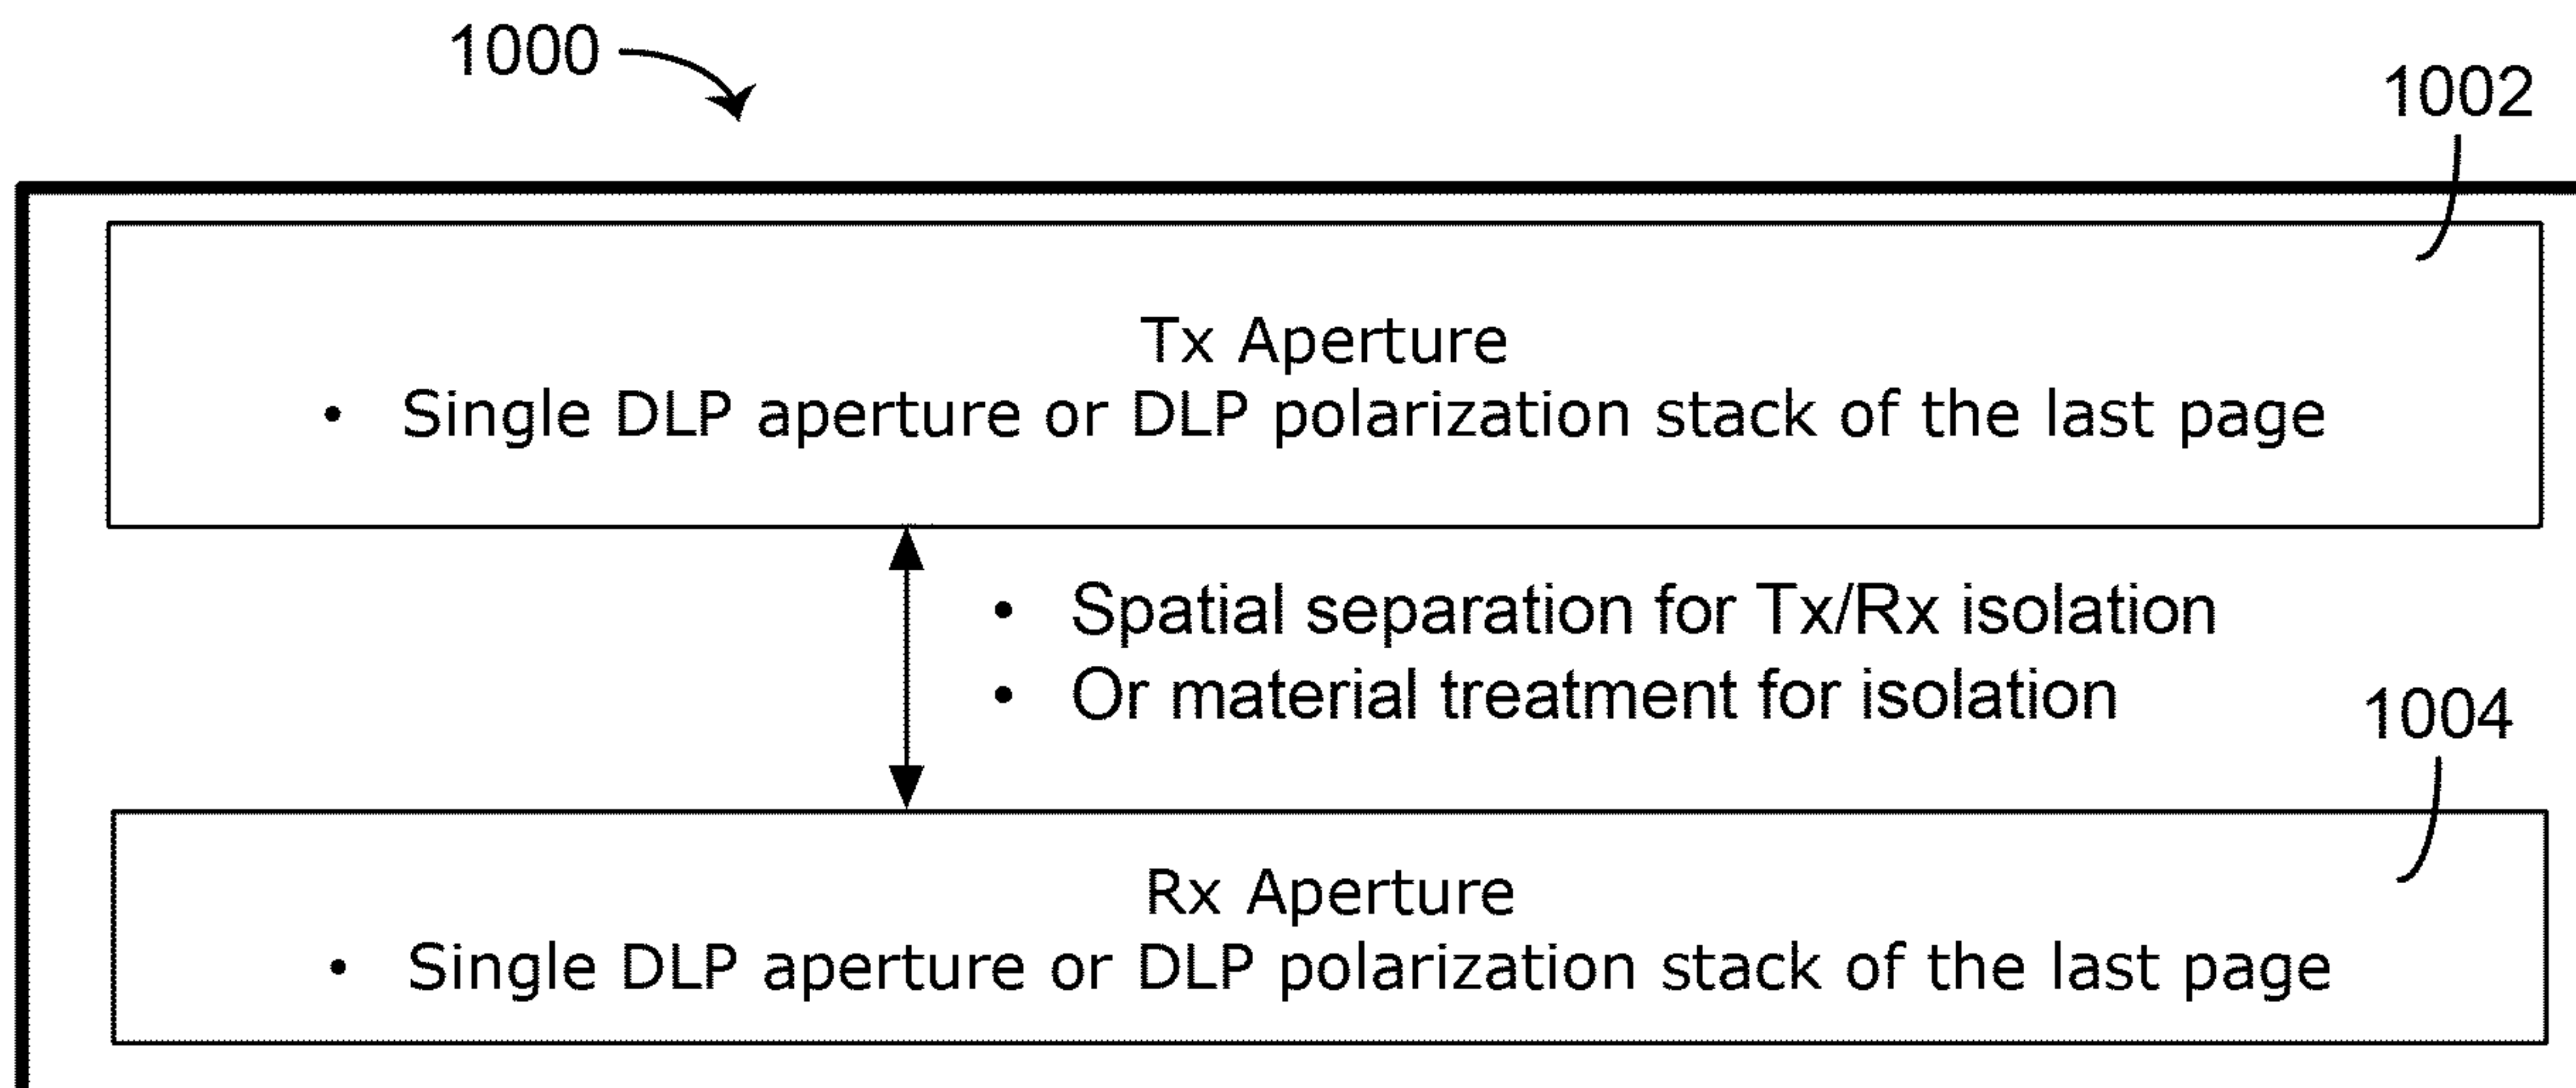 1000
1002
Tx Aperture
• Single DLP aperture or DLP polarization stack of the last page
• Spatial separation for Tx/Rx isolation
• Or material treatment for isolation
1004
Rx Aperture
• Single DLP aperture or DLP polarization stack of the last page